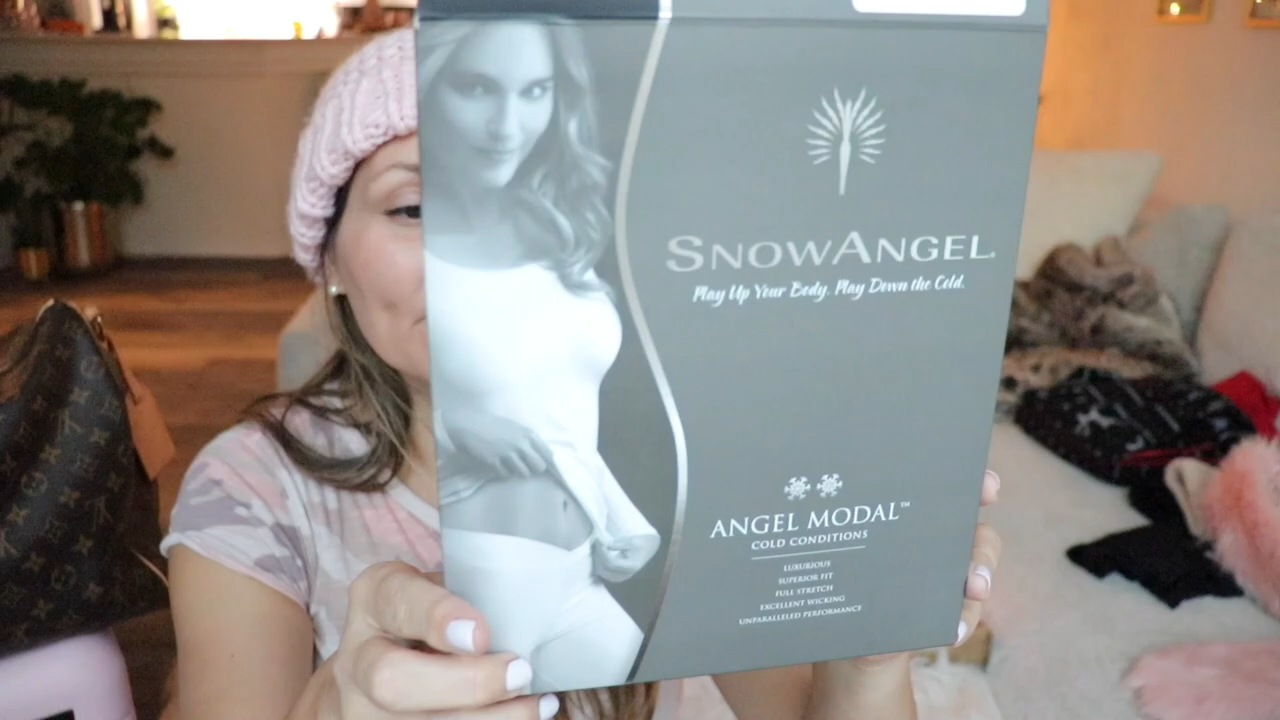 SNOWANGEL®
Play Up Your Body. Play Down the Cold.
ANGEL MODAL™
COLD CONDITIONS
LUXURIOUS
SUPERIOR FIT
FULL STRETCH
EXCELLENT WICKING
UNPARALLELED PERFORMANCE